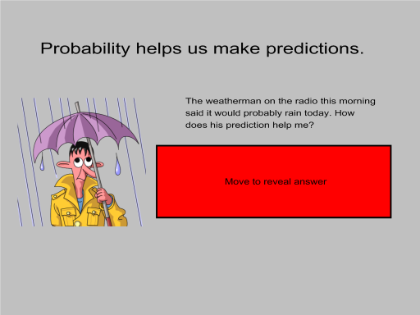 Probability helps us make predictions.
The weatherman on the radio this morning
said it would probably rain today. How
does his prediction help me?
Move to reveal answer